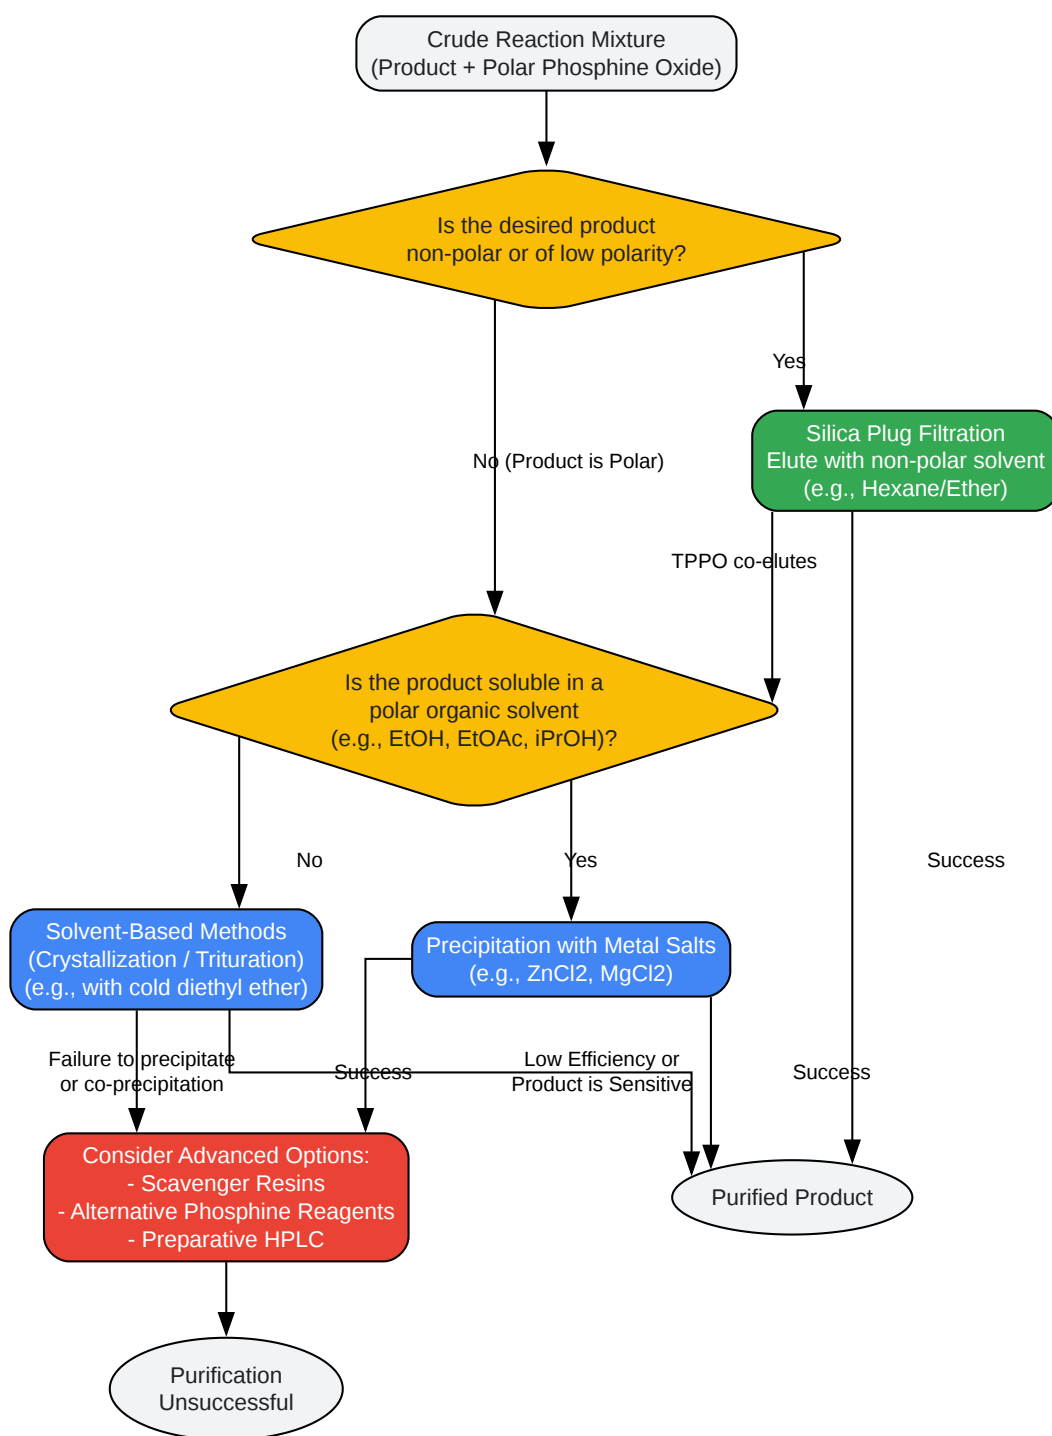 Crude Reaction Mixture
(Product + Polar Phosphine Oxide)
Is the desired product
non-polar or of low polarity?
Yes
Silica Plug Filtration
Elute with non-polar solvent
(e.g., Hexane/Ether)
No (Product is Polar)
TPPO co-elutes
Is the product soluble in a
polar organic solvent
(e.g., EtOH, EtOAc, iPrOH)?
No
Yes
Success
Solvent-Based Methods
(Crystallization / Trituration)
(e.g., with cold diethyl ether)
Precipitation with Metal Salts
(e.g., ZnCl2, MgCl2)
Failure to precipitate
or co-precipitation
Success
Low Efficiency or
Product is Sensitive
Success
Consider Advanced Options:
- Scavenger Resins
- Alternative Phosphine Reagents
- Preparative HPLC
Purified Product
Purification
Unsuccessful